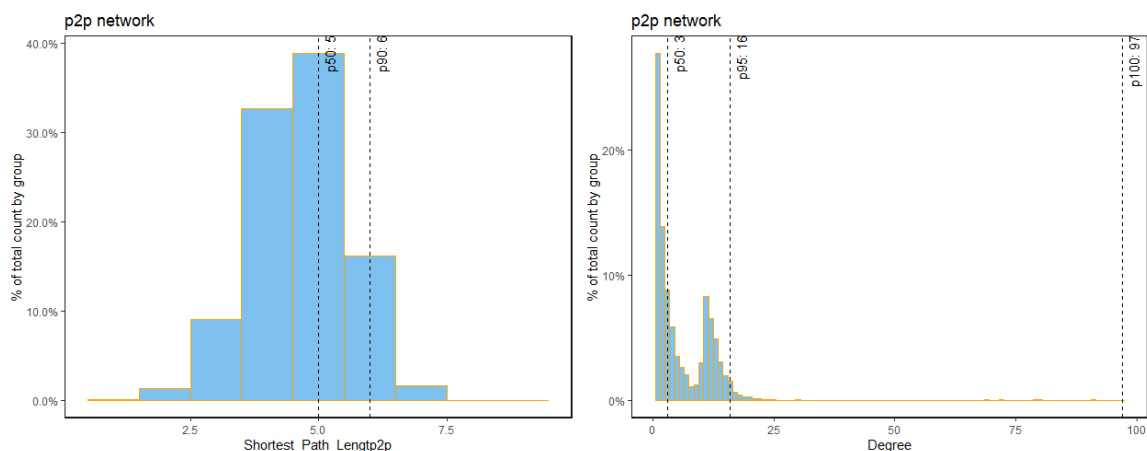 p2p network
% of total count by group
40.0%
30.0%
20.0%
10.0%
0.0%
p50: 5
p90: 6
2.5
5.0
7.5
Shortest_Path_Lengtp2p
p2p network
% of total count by group
20%
10%
0%
p50: 3
p95: 16
p100: 97
0
25
50
75
100
Degree